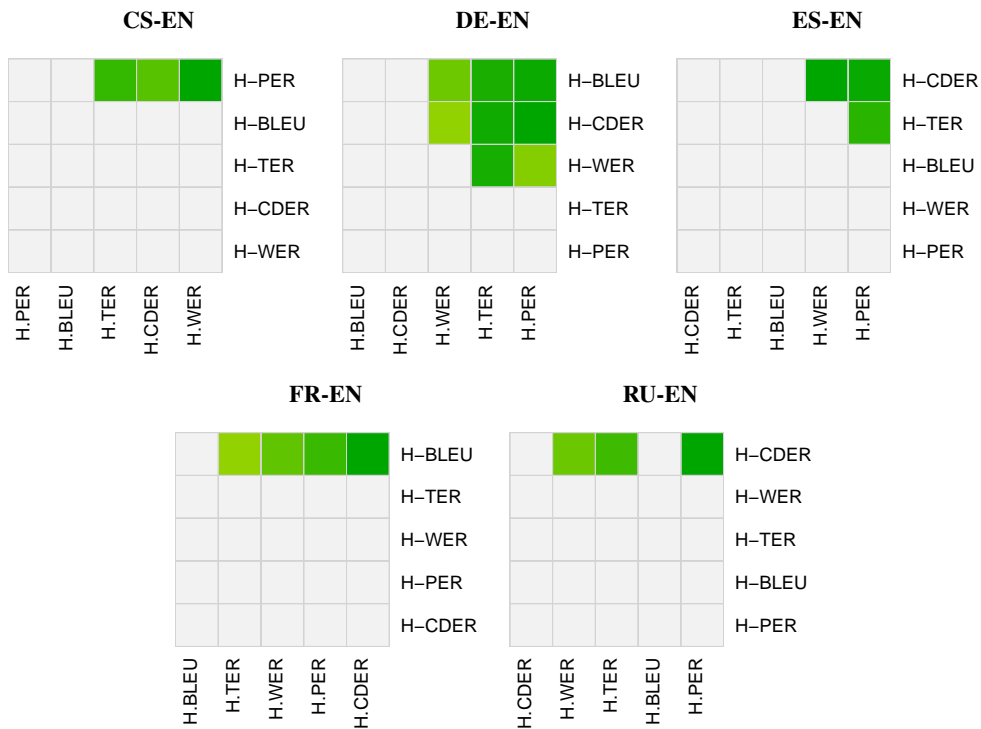 CS-EN
H–PER
H–BLEU
H–TER
H–CDER
H–WER
H.PER
H.BLEU
H.TER
H.CDER
H.WER
DE-EN
H–BLEU
H–CDER
H–WER
H–TER
H–PER
H.BLEU
H.CDER
H.WER
H.TER
H.PER
ES-EN
H–CDER
H–TER
H–BLEU
H–WER
H–PER
H.CDER
H.TER
H.BLEU
H.WER
H.PER
FR-EN
H–BLEU
H–TER
H–WER
H–PER
H–CDER
H.BLEU
H.TER
H.WER
H.PER
H.CDER
RU-EN
H–CDER
H–WER
H–TER
H–BLEU
H–PER
H.CDER
H.WER
H.TER
H.BLEU
H.PER